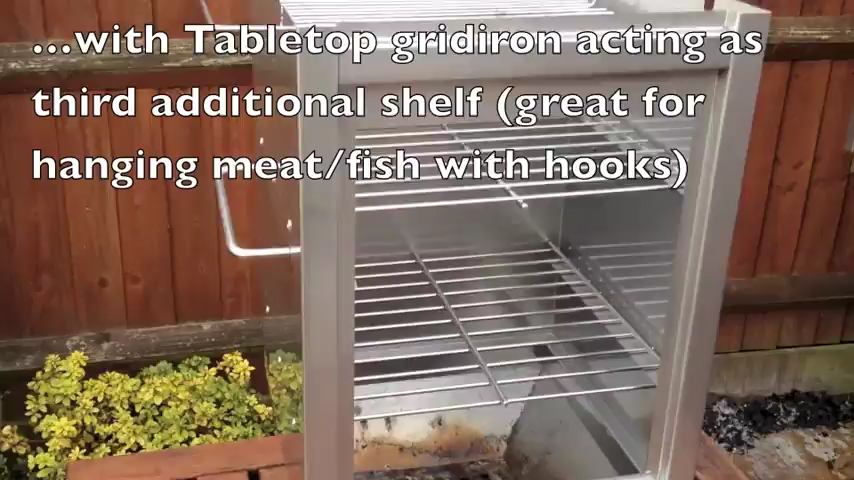 ...with Tabletop gridiron acting as
third additional shelf (great for
hanging meat/fish with hooks)